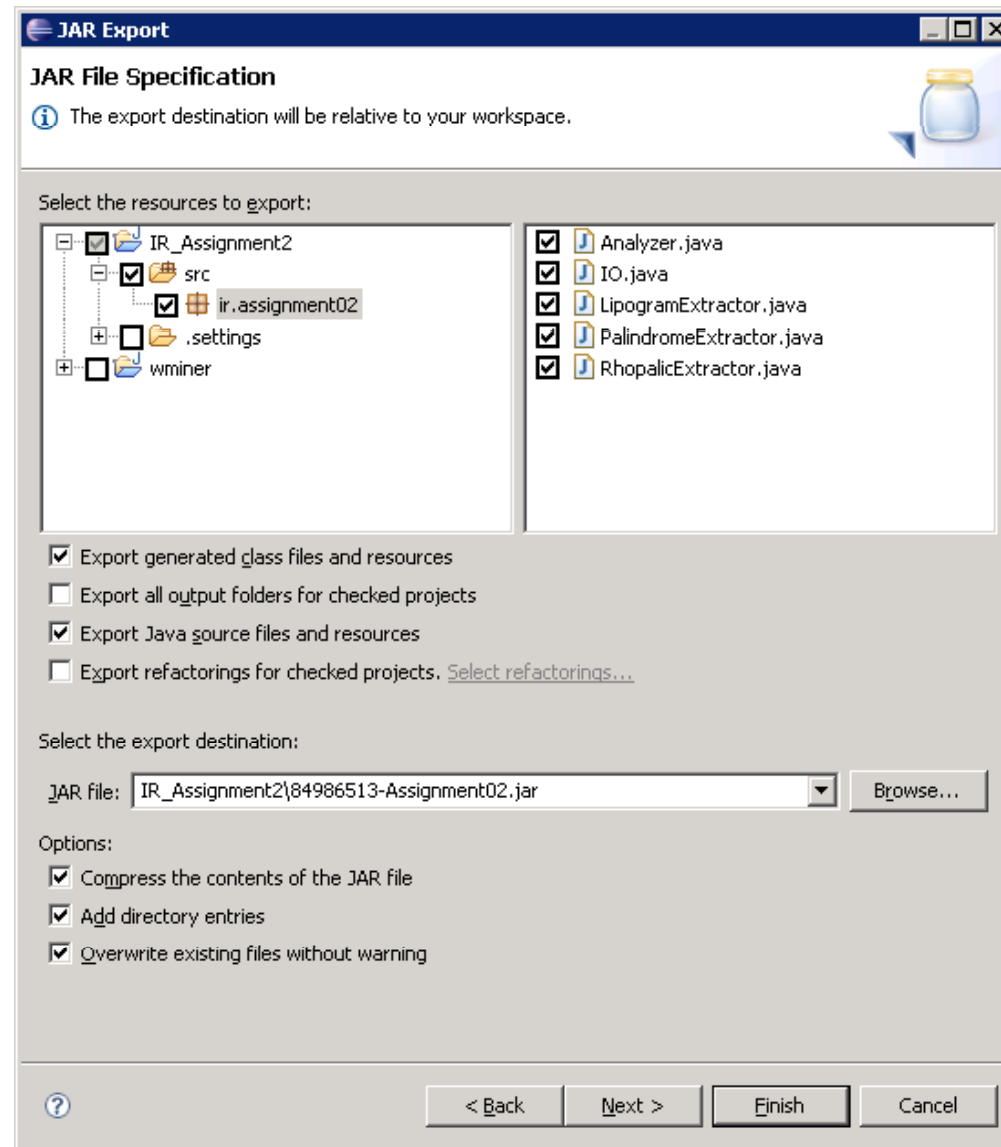 JAR Export
JAR File Specification
The export destination will be relative to your workspace.
Select the resources to export:
IR_Assignment2
src
ir.assignment02
.settings
wminer
Analyzer.java
IO.java
LipogramExtractor.java
PalindromeExtractor.java
RhopalicExtractor.java
Export generated class files and resources
Export all output folders for checked projects
Export Java source files and resources
Export refactorings for checked projects. Select refactorings...
Select the export destination:
JAR file: IR_Assignment2\84986513-Assignment02.jar Browse...
Options:
Compress the contents of the JAR file
Add directory entries
Overwrite existing files without warning
< Back Next > Finish Cancel